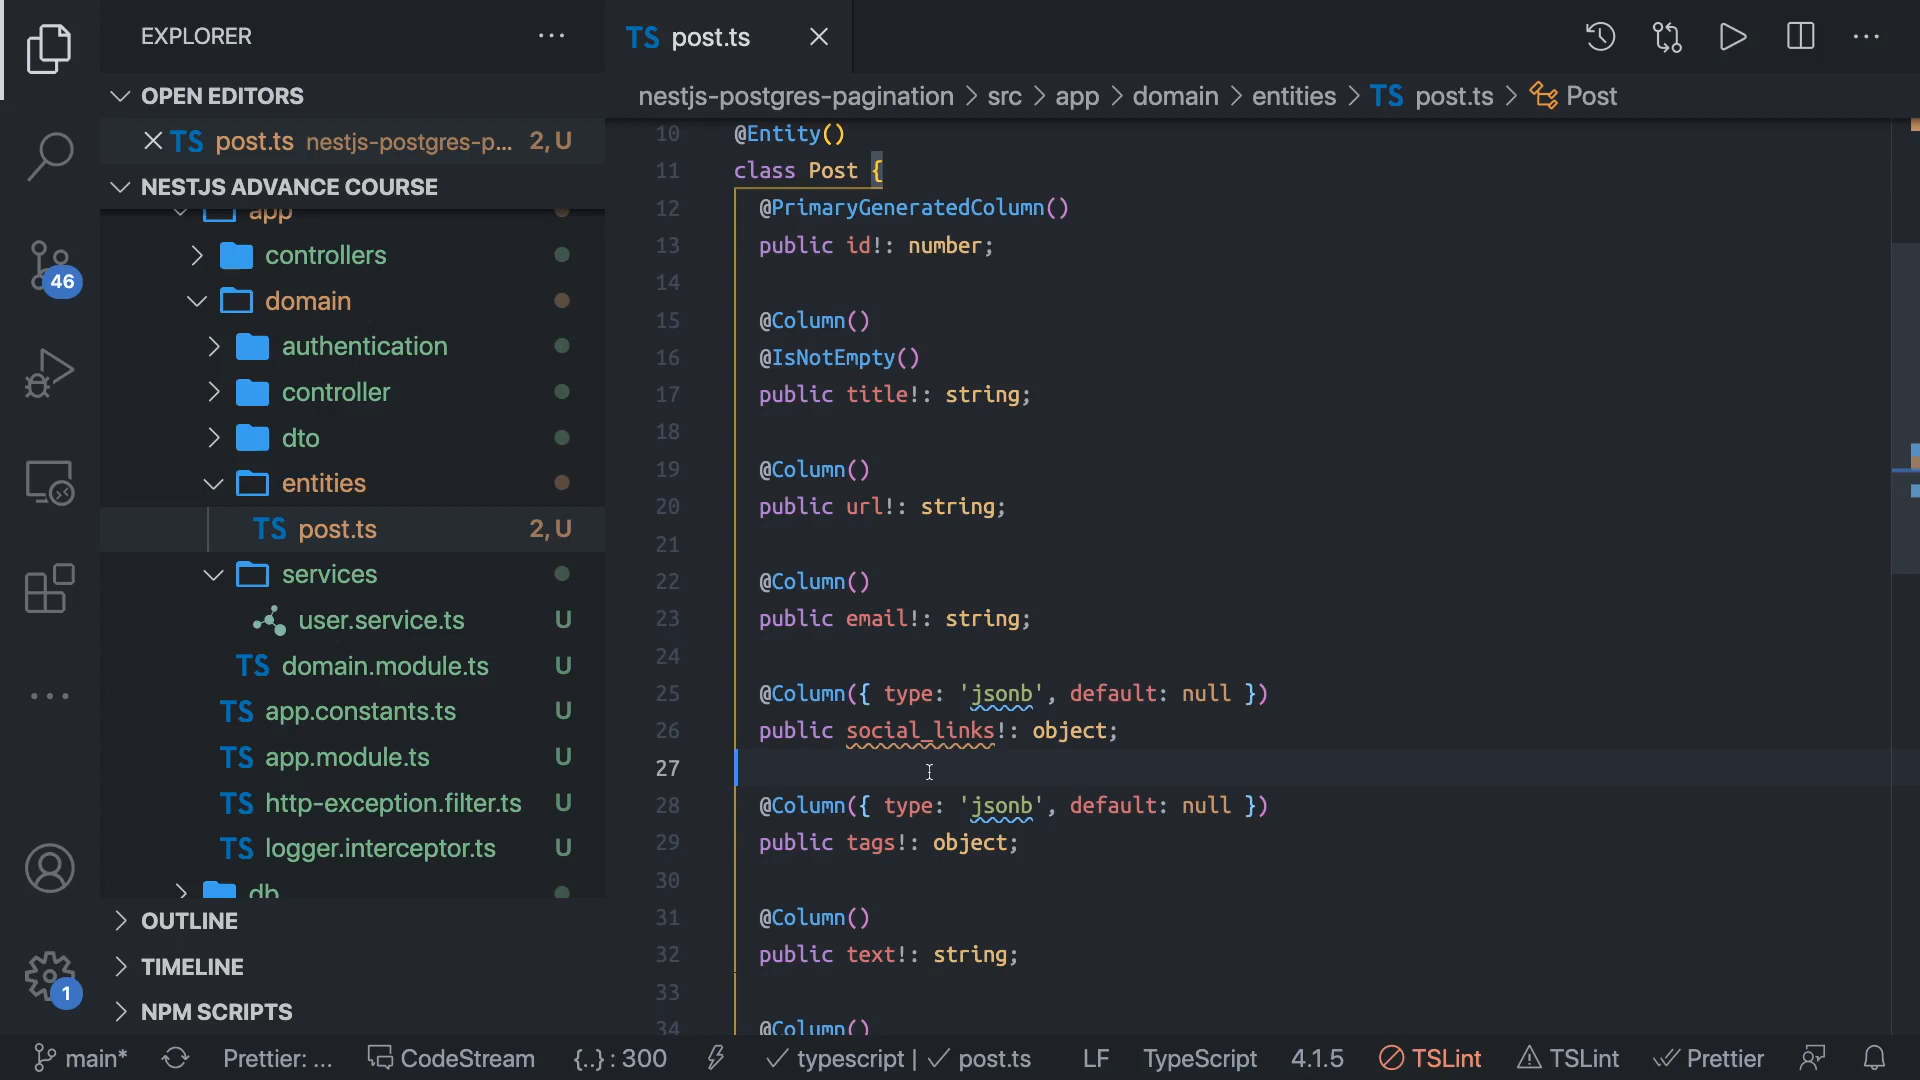 EXPLORER
OPEN EDITORS
TS post.ts nestjs-postgres-p... 2, U
NESTJS ADVANCE COURSE
app
controllers
domain
authentication
controller
dto
entities
TS post.ts 2, U
services
user.service.ts U
TS domain.module.ts U
TS app.constants.ts U
TS app.module.ts U
TS http-exception.filter.ts U
TS logger.interceptor.ts U
db
OUTLINE
TIMELINE
NPM SCRIPTS
46
1
TS post.ts
nestjs-postgres-pagination > src > app > domain > entities > TS post.ts > Post
10 @Entity()
11 class Post {
12 @PrimaryGeneratedColumn()
13 public id!: number;
14
15 @Column()
16 @IsNotEmpty()
17 public title!: string;
18
19 @Column()
20 public url!: string;
21
22 @Column()
23 public email!: string;
24
25 @Column({ type: 'jsonb', default: null })
26 public social_links!: object;
27
28 @Column({ type: 'jsonb', default: null })
29 public tags!: object;
30
31 @Column()
32 public text!: string;
33
34 @Column()
main* Prettier: ... CodeStream {..} : 300 typescript | post.ts LF TypeScript 4.1.5 TSLint TSLint Prettier